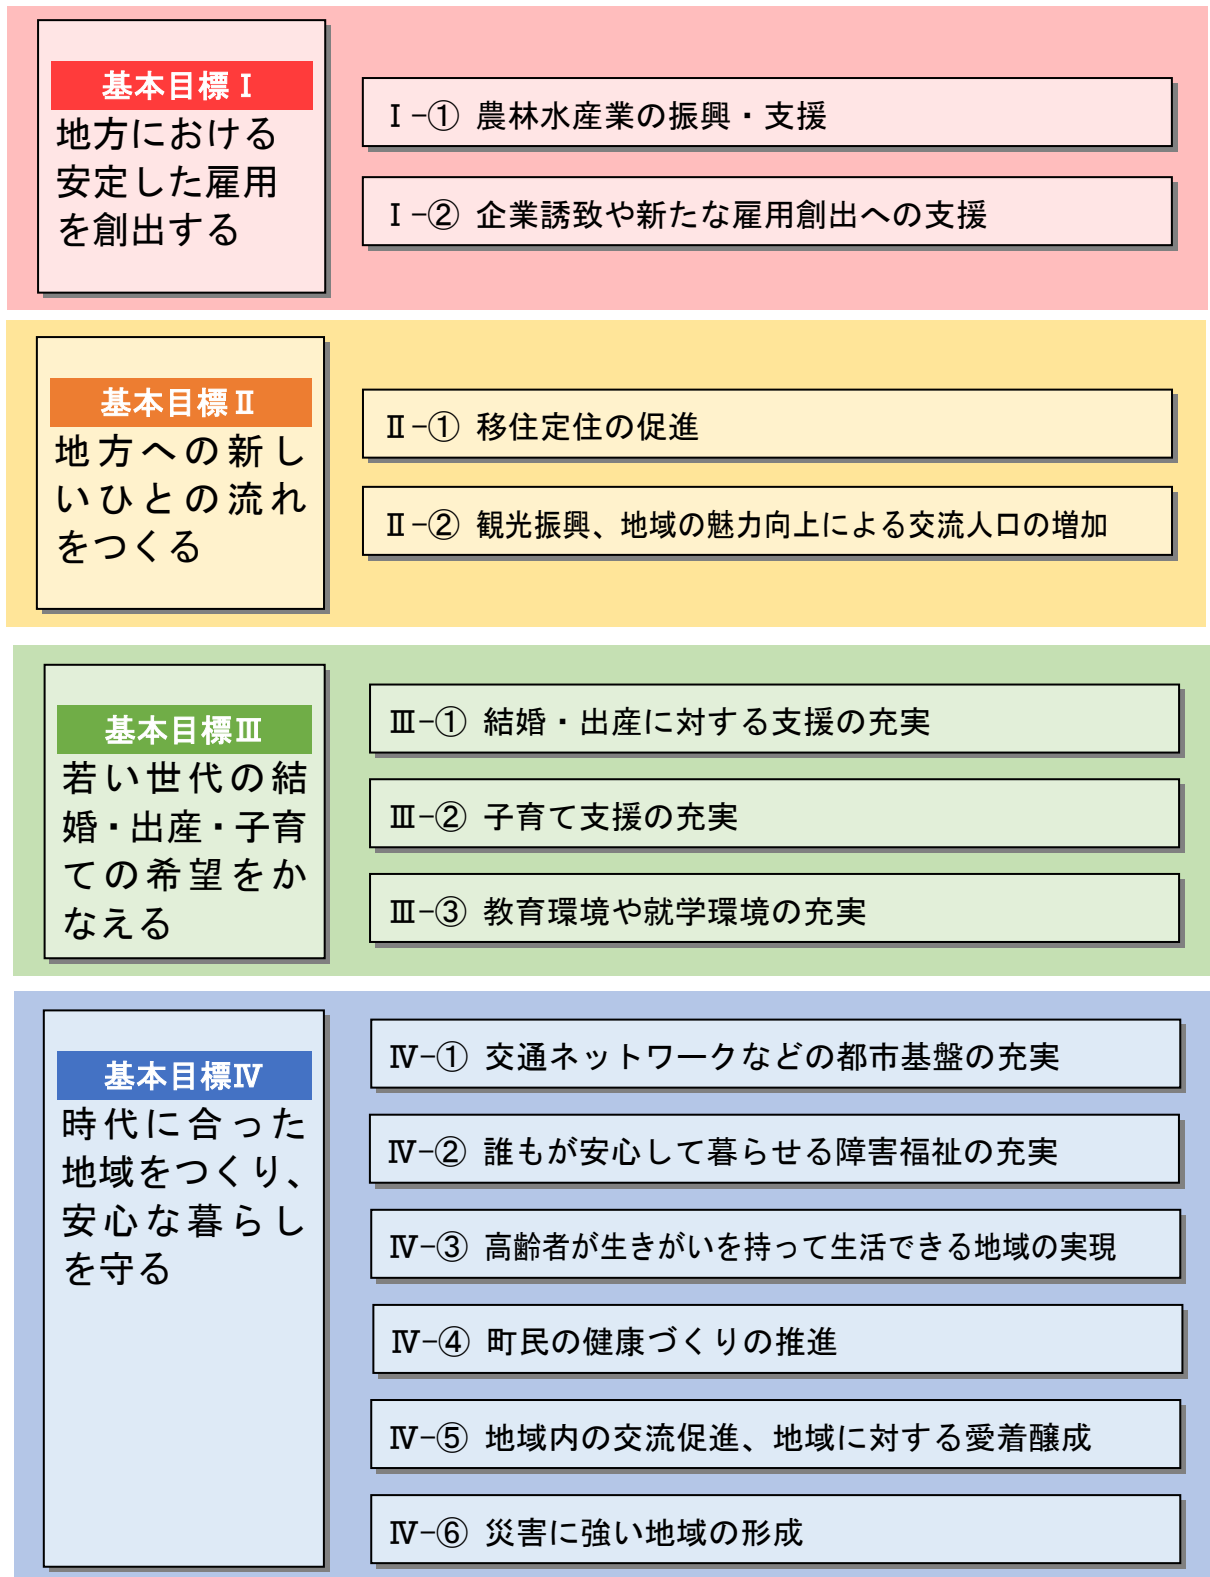 基本目標Ⅰ
地方における
安定した雇用
を創出する
Ⅰ-① 農林水産業の振興・支援
Ⅰ-② 企業誘致や新たな雇用創出への支援
基本目標Ⅱ
地方への新し
いひとの流れ
をつくる
Ⅱ-① 移住定住の促進
Ⅱ-② 観光振興、地域の魅力向上による交流人口の増加
基本目標Ⅲ
若い世代の結
婚・出産・子育
ての希望をか
なえる
Ⅲ-① 結婚・出産に対する支援の充実
Ⅲ-② 子育て支援の充実
Ⅲ-③ 教育環境や就学環境の充実
基本目標Ⅳ
時代に合った
地域をつくり、
安心な暮らし
を守る
Ⅳ-① 交通ネットワークなどの都市基盤の充実
Ⅳ-② 誰もが安心して暮らせる障害福祉の充実
Ⅳ-③ 高齢者が生きがいを持って生活できる地域の実現
Ⅳ-④ 町民の健康づくりの推進
Ⅳ-⑤ 地域内の交流促進、地域に対する愛着醸成
Ⅳ-⑥ 災害に強い地域の形成